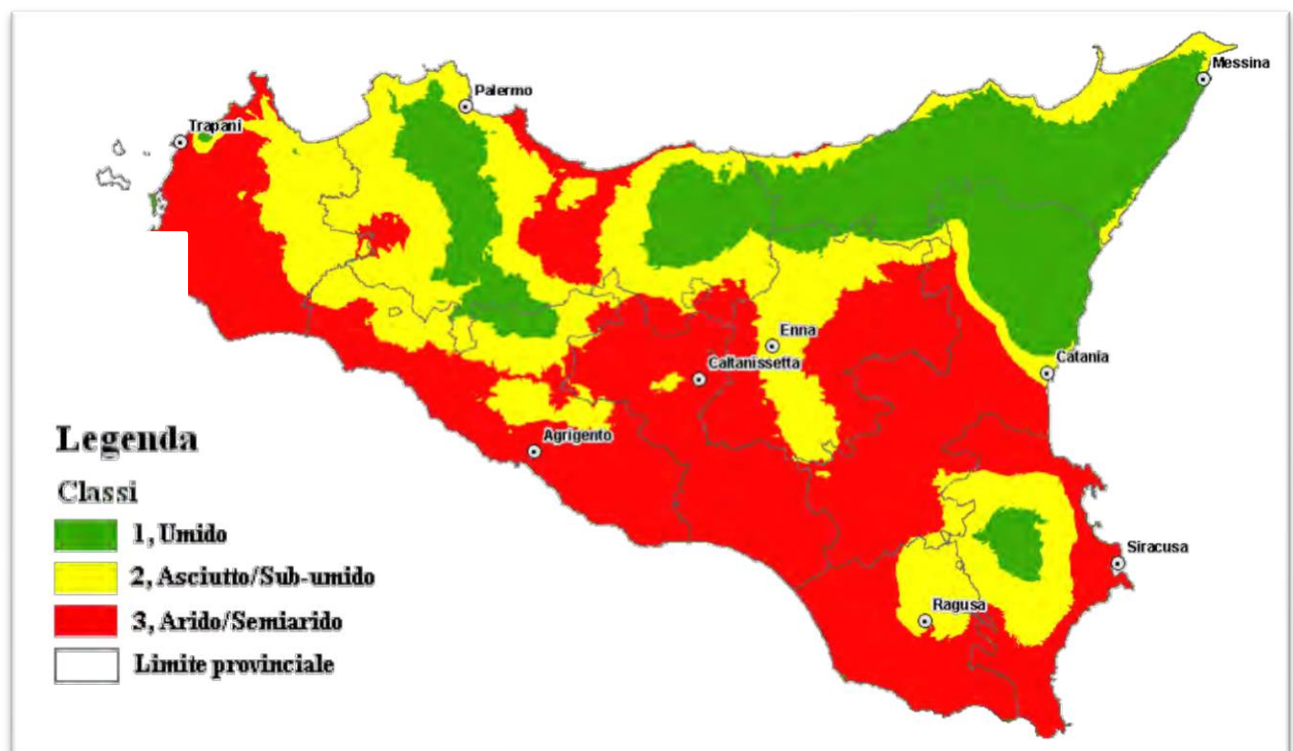 Messina
Palermo
Trapani
Enna
Caltanissetta
Catania
Agrigento
Siracusa
Ragusa
Legenda
Classi
1, Umido
2, Asciutto/Sub-umido
3, Arido/Semiarido
Limite provinciale